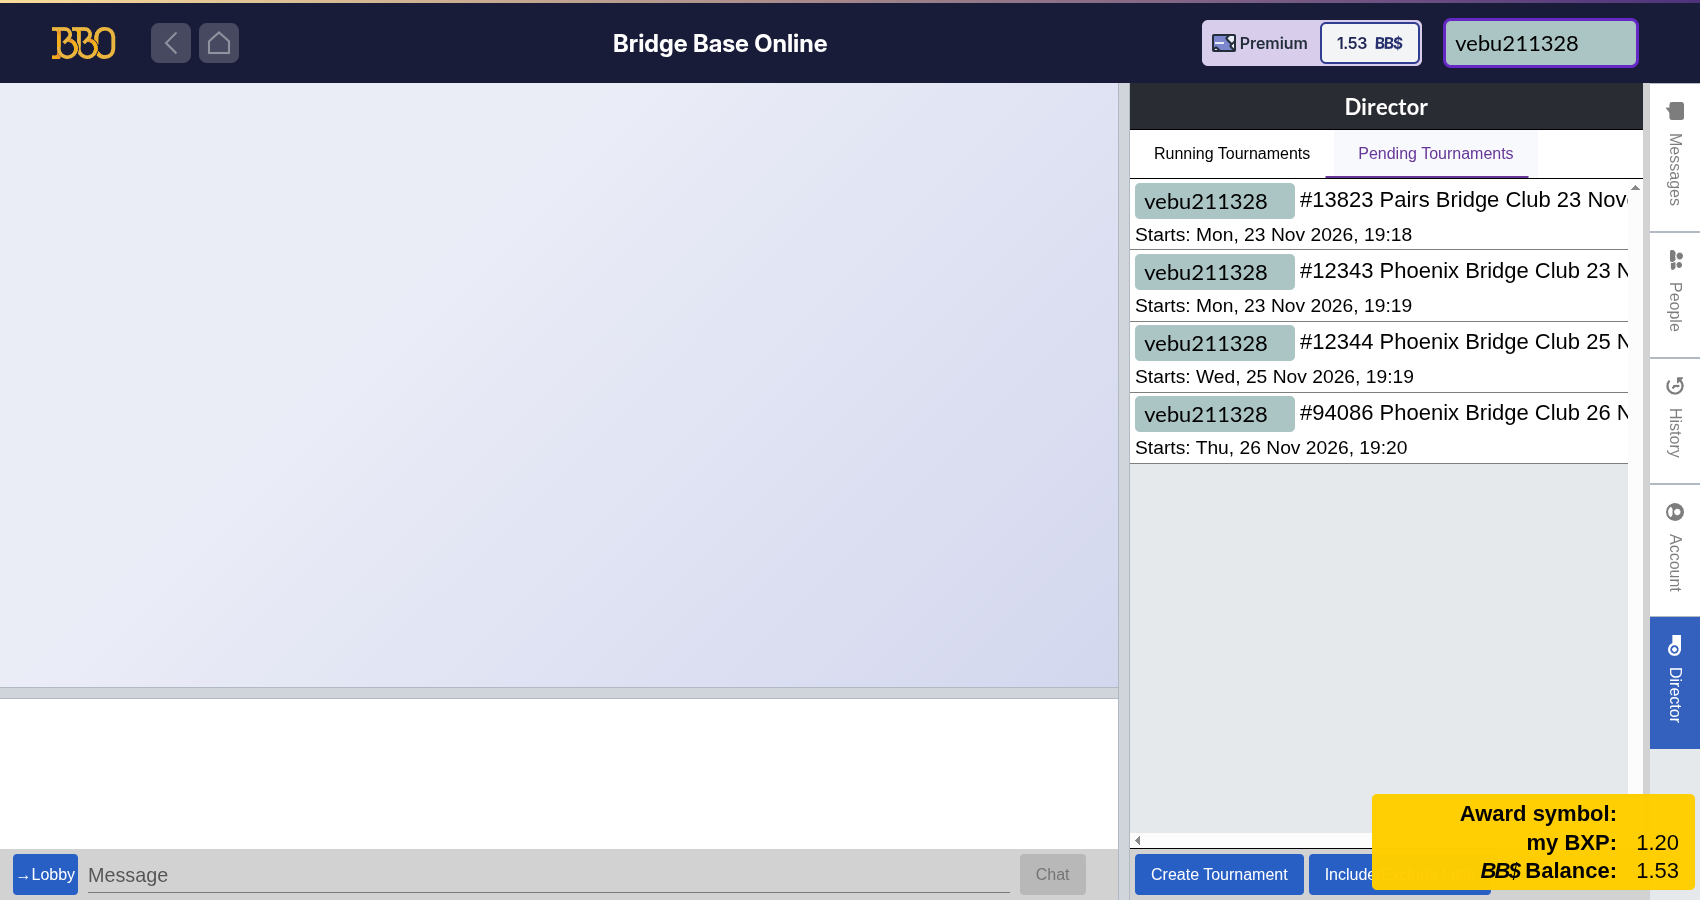 BBO
Bridge Base Online
Premium
1.53 BB$
vebu211328
Director
Running Tournaments
Pending Tournaments
vebu211328 #13823 Pairs Bridge Club 23 Nov
Starts: Mon, 23 Nov 2026, 19:18
vebu211328 #12343 Phoenix Bridge Club 23 N
Starts: Mon, 23 Nov 2026, 19:19
vebu211328 #12344 Phoenix Bridge Club 25 N
Starts: Wed, 25 Nov 2026, 19:19
vebu211328 #94086 Phoenix Bridge Club 26 N
Starts: Thu, 26 Nov 2026, 19:20
Messages
People
History
Account
Director
→Lobby
Message
Chat
Create Tournament
Include
Award symbol:
my BXP: 1.20
BB$ Balance: 1.53